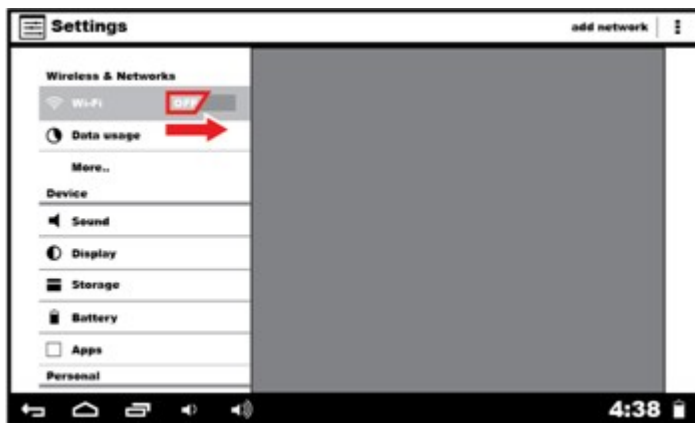 Settings
add network
Wireless & Networks
Wi-Fi OFF
Data usage
More..
Device
Sound
Display
Storage
Battery
Apps
Personal
4:38